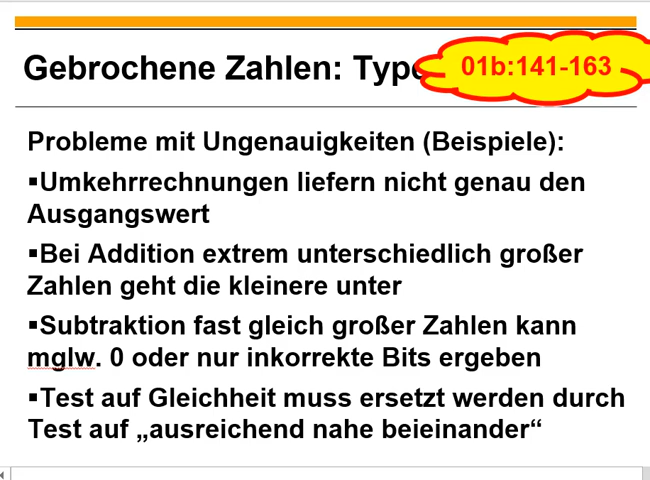 Gebrochene Zahlen: Type
01b:141-163
Probleme mit Ungenauigkeiten (Beispiele):
▪Umkehrrechnungen liefern nicht genau den
Ausgangswert
▪Bei Addition extrem unterschiedlich großer
Zahlen geht die kleinere unter
▪Subtraktion fast gleich großer Zahlen kann
mglw. 0 oder nur inkorrekte Bits ergeben
▪Test auf Gleichheit muss ersetzt werden durch
Test auf „ausreichend nahe beieinander“